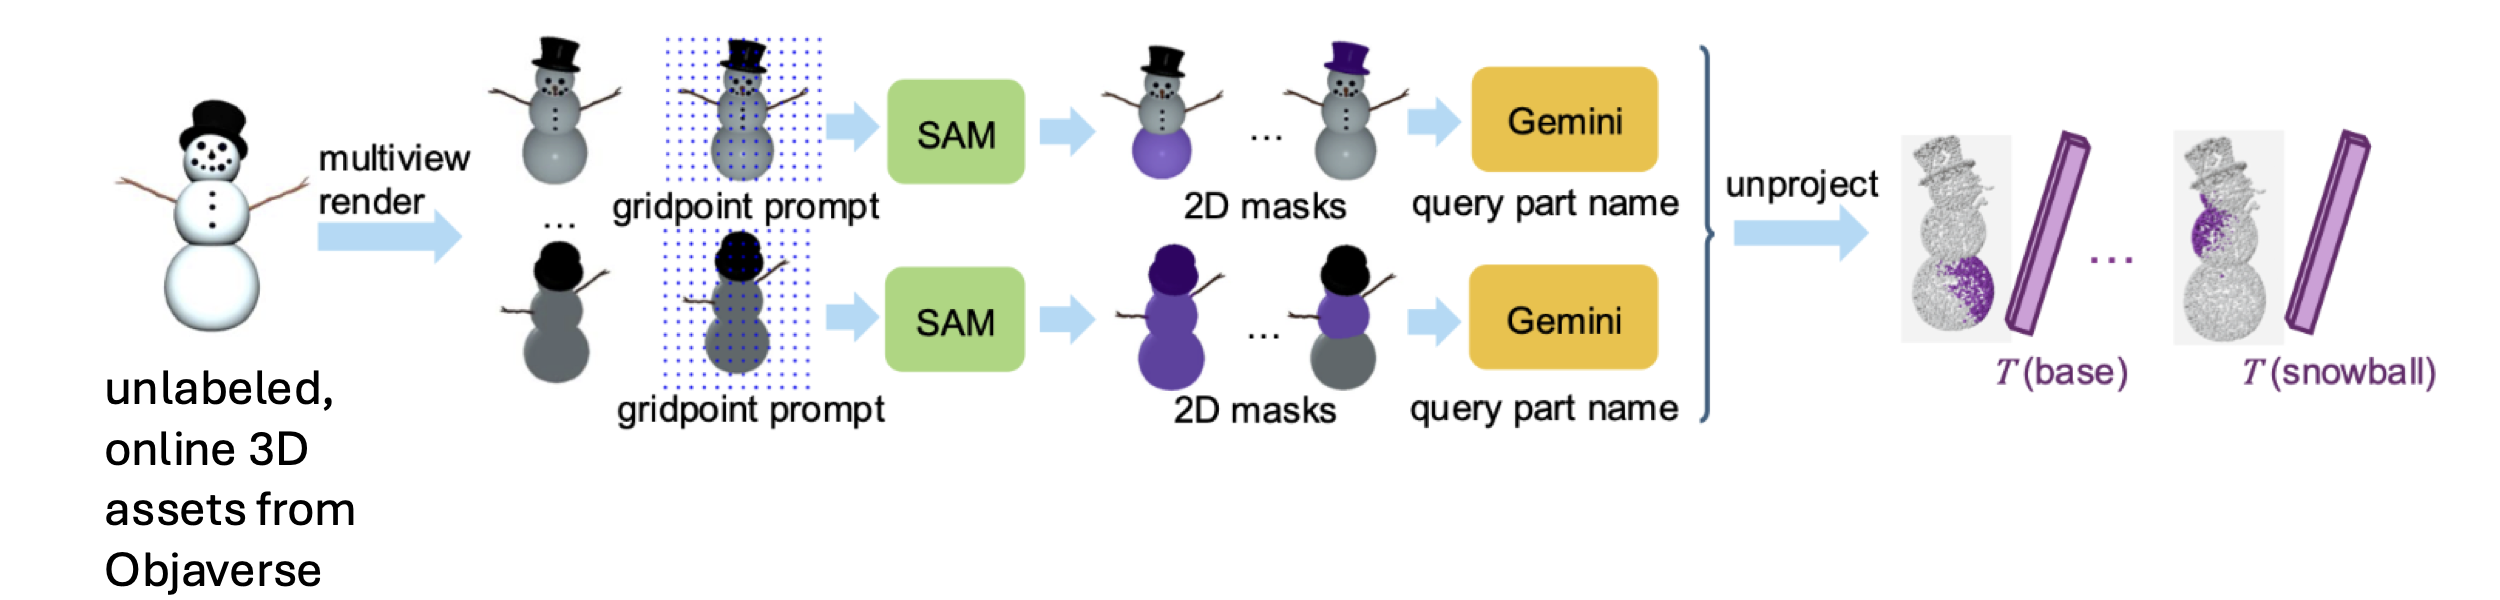 unlabeled,
online 3D
assets from
Objaverse
multiview
render
...
gridpoint prompt
gridpoint prompt
SAM
SAM
...
2D masks
...
2D masks
Gemini
query part name
Gemini
query part name
unproject
T(base)
...
T(snowball)